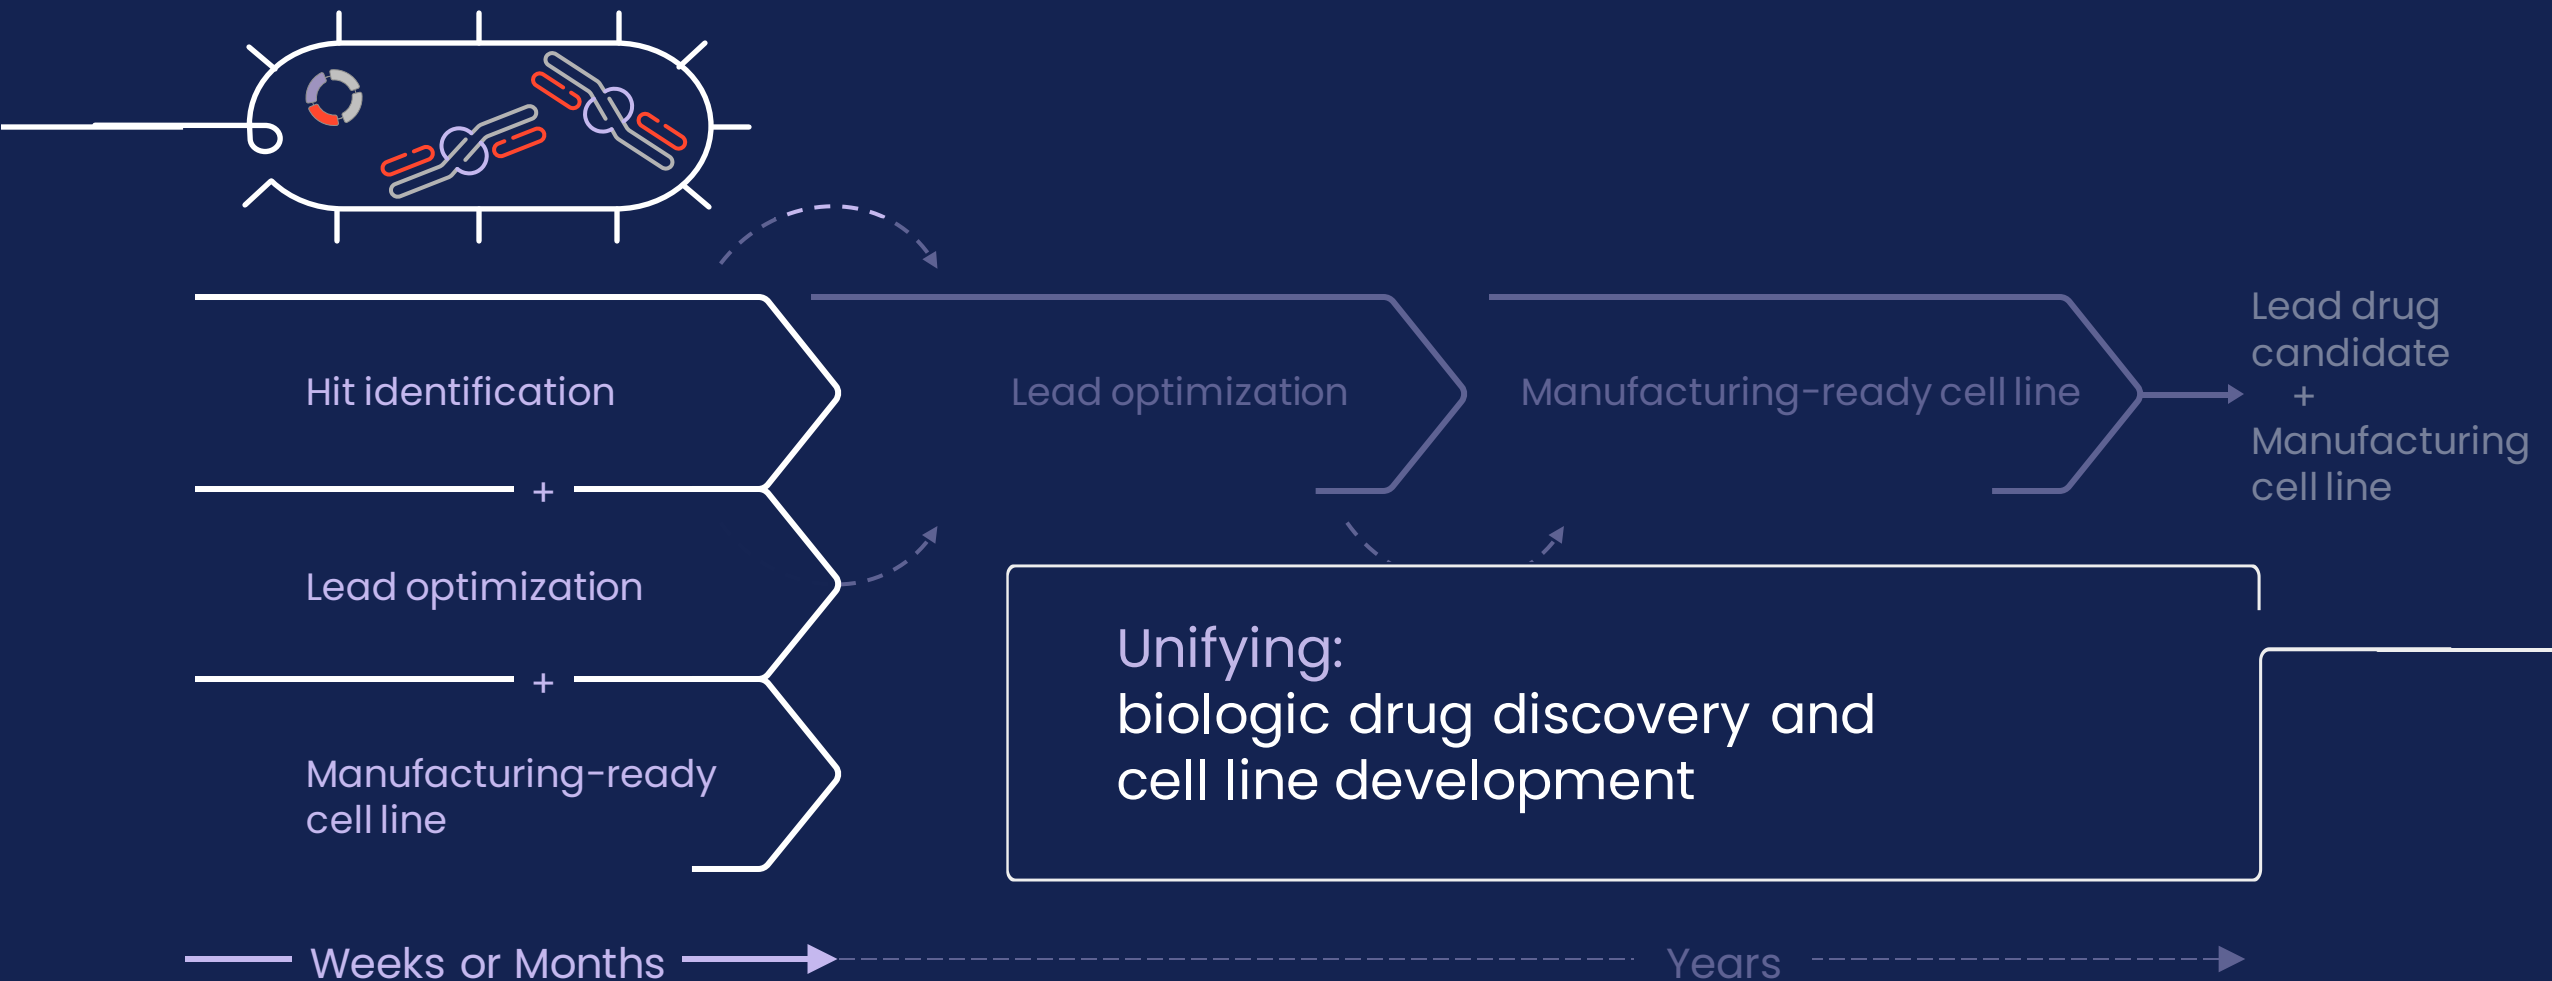 Hit identification
+
Lead optimization
+
Manufacturing-ready
cell line
Lead optimization
Manufacturing-ready cell line
Lead drug
candidate
+
Manufacturing
cell line
Unifying:
biologic drug discovery and
cell line development
Weeks or Months
Years